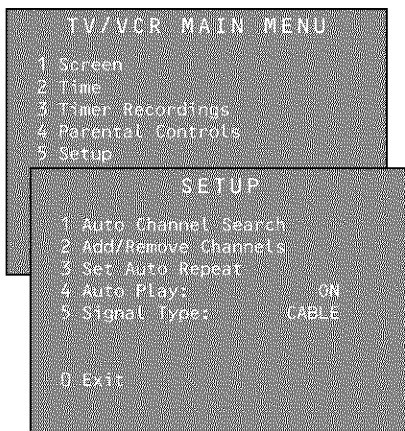 TV/VCR MAIN MENU
1 Screen
2 Time
3 Timer Recordings
4 Parental Controls
5 Setup
SETUP
1 Auto Channel Search
2 Add/Remove Channels
3 Set Auto Repeat
4 Auto Play: ON
5 Signal Type: CABLE
0 Exit